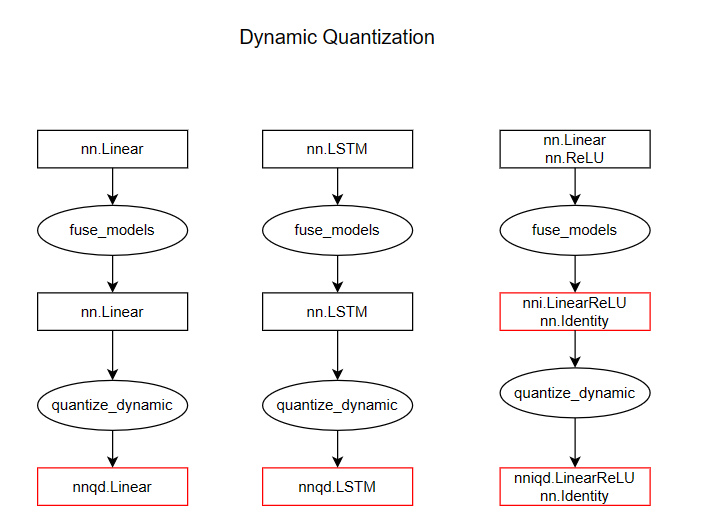 Dynamic Quantization
nn.Linear
nn.LSTM
nn.Linear
nn.ReLU
fuse_models
fuse_models
fuse_models
nn.Linear
nn.LSTM
nni.LinearReLU
nn.Identity
quantize_dynamic
quantize_dynamic
quantize_dynamic
nnqd.Linear
nnqd.LSTM
nniqd.LinearReLU
nn.Identity